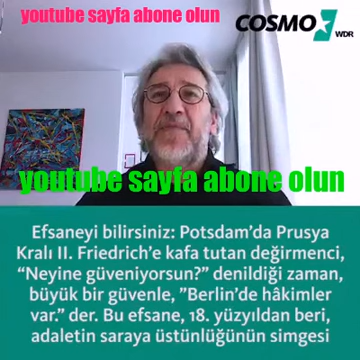 youtube sayfa abone olun
COSMO
WDR
youtube sayfa abone olun
Efsaneyi bilirsiniz: Potsdam'da Prusya
Kralı II. Friedrich'e kafa tutan değirmenci,
"Neyine güveniyorsun?" denildiği zaman,
büyük bir güvenle, "Berlin'de hâkimler
var." der. Bu efsane, 18. yüzyıldan beri,
adaletin saraya üstünlüğünün simgesi